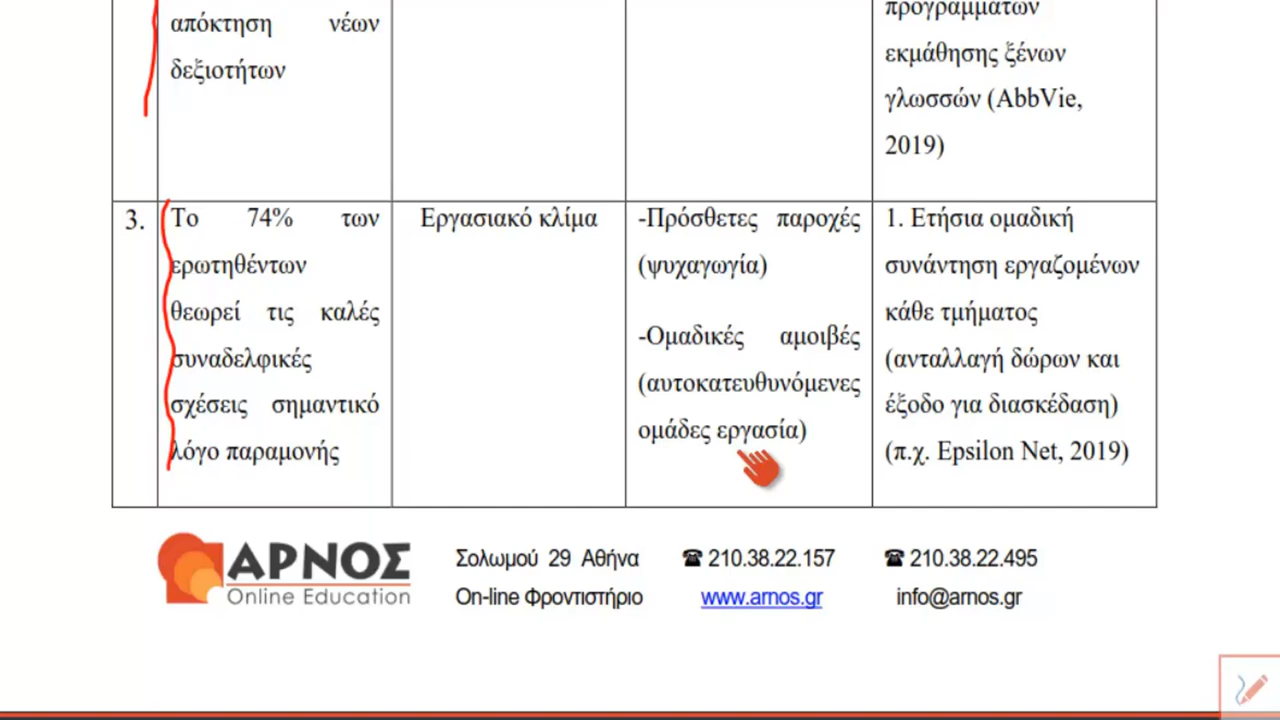 απόκτηση νέων
δεξιοτήτων
προγραμμάτων
εκμάθησης ξένων
γλωσσών (AbbVie,
2019)
3.
Το 74% των
ερωτηθέντων
θεωρεί τις καλές
συναδελφικές
σχέσεις σημαντικό
λόγο παραμονής
Εργασιακό κλίμα
-Πρόσθετες παροχές
(ψυχαγωγία)
-Ομαδικές αμοιβές
(αυτοκατευθυνόμενες
ομάδες εργασία)
1. Ετήσια ομαδική
συνάντηση εργαζομένων
κάθε τμήματος
(ανταλλαγή δώρων και
έξοδο για διασκέδαση)
(π.χ. Epsilon Net, 2019)
ΑΡΝΟΣ
Online Education
Σολωμού 29 Αθήνα ☎ 210.38.22.157 ☎ 210.38.22.495
On-line Φροντιστήριο www.arnos.gr info@arnos.gr